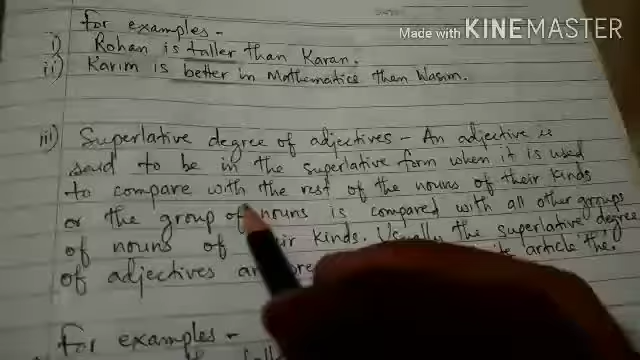 Made with KINEMASTER
for examples -
i) Rohan is taller than Karan.
ii) Karim is better in Mathematics than Wasim.
iii) Superlative degree of adjectives - An adjective is
said to be in the superlative form when it is used
to compare with the rest of the nouns of their kinds
or the group of nouns is compared with all other groups
of nouns of kinds. Usually the superlative degree
of adjectives article the.
for examples -